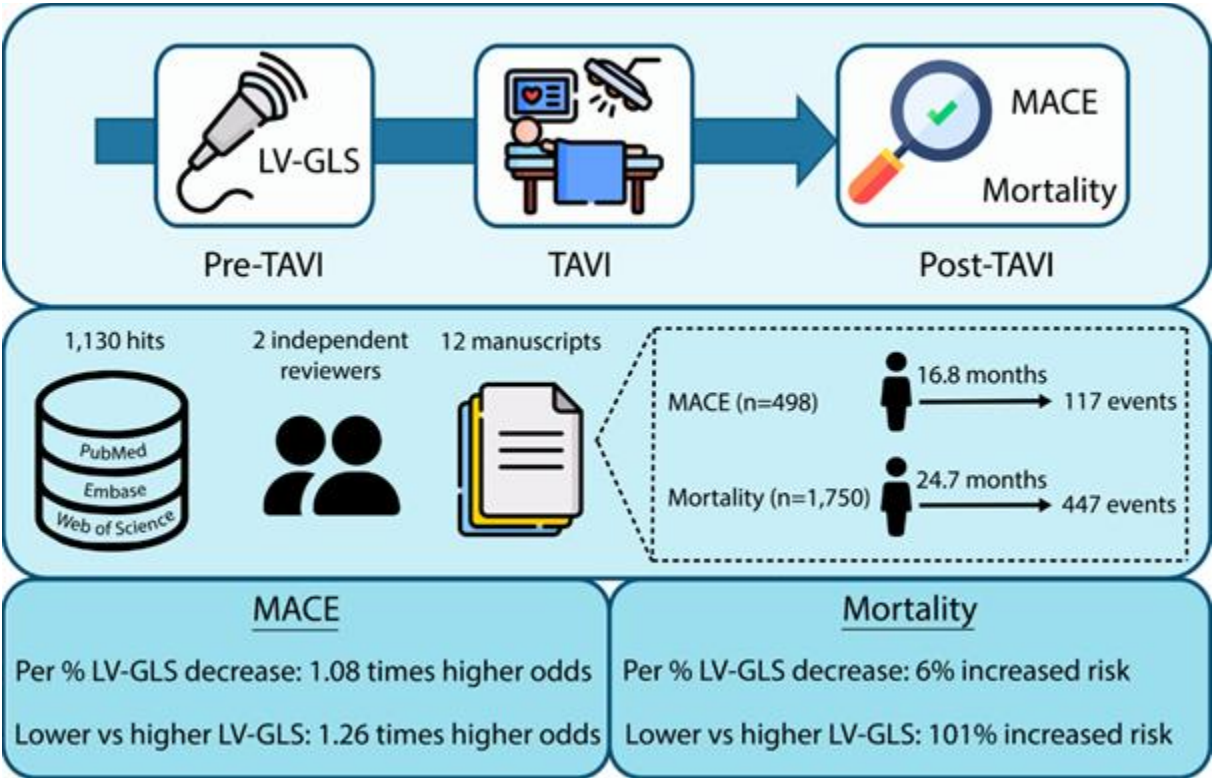 LV-GLS
MACE
Mortality
Pre-TAVI
TAVI
Post-TAVI
1,130 hits
PubMed
Embase
Web of Science
2 independent
reviewers
12 manuscripts
MACE (n=498)
16.8 months
117 events
Mortality (n=1,750)
24.7 months
447 events
MACE
Per % LV-GLS decrease: 1.08 times higher odds
Lower vs higher LV-GLS: 1.26 times higher odds
Mortality
Per % LV-GLS decrease: 6% increased risk
Lower vs higher LV-GLS: 101% increased risk